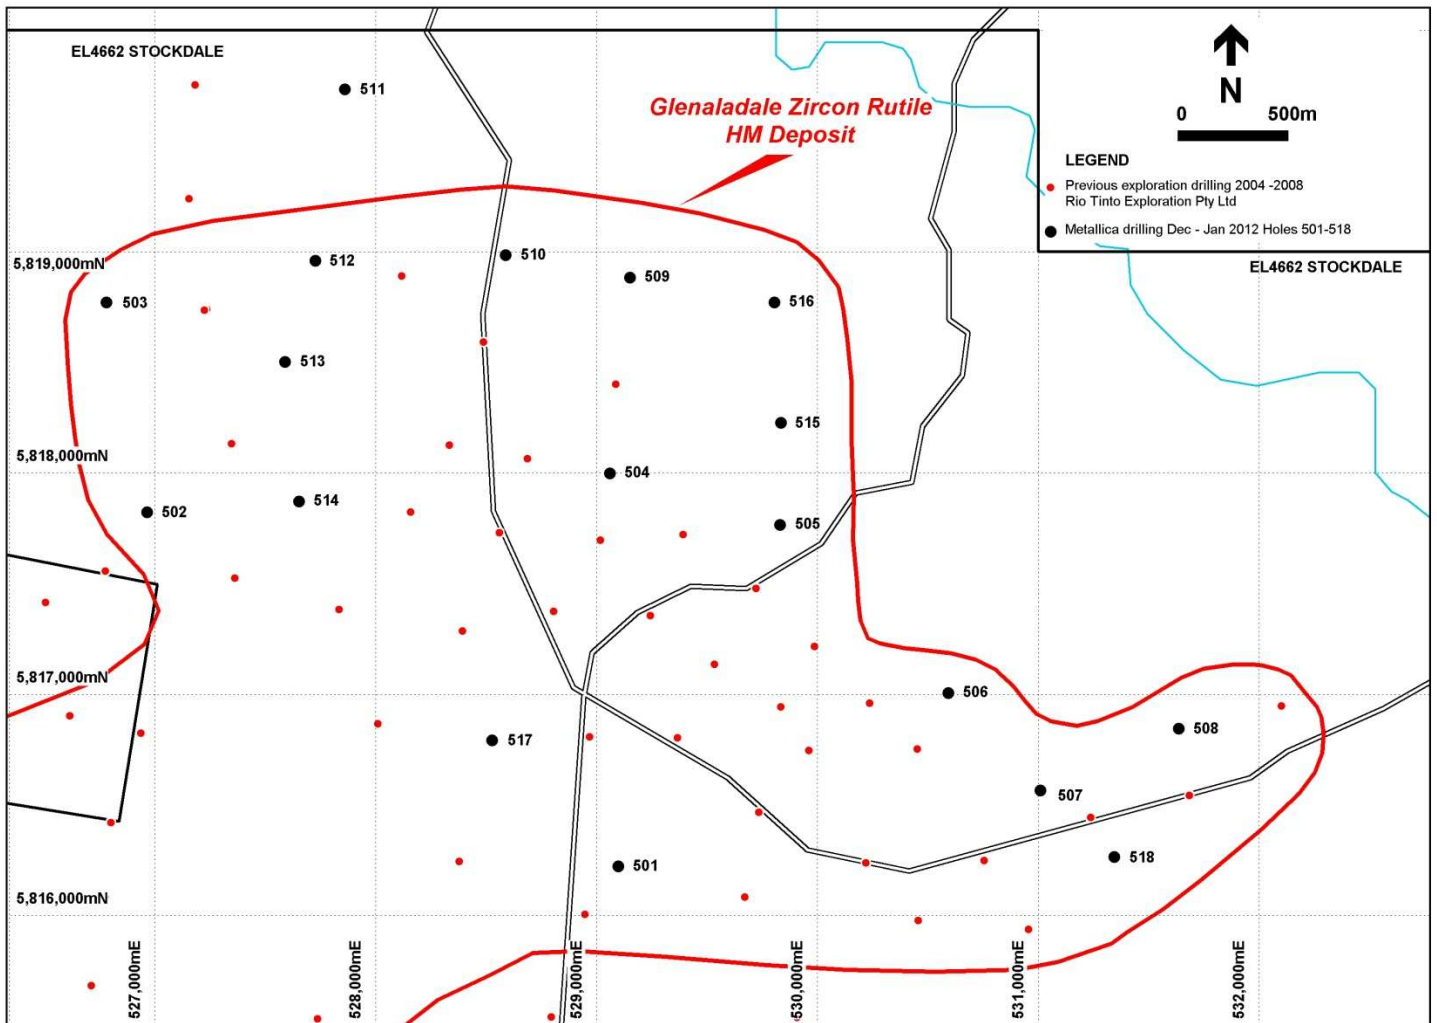 EL4662 STOCKDALE
511
Glenaladale Zircon Rutile
HM Deposit
N
0 500m
LEGEND
Previous exploration drilling 2004 -2008
Rio Tinto Exploration Pty Ltd
Metallica drilling Dec - Jan 2012 Holes 501-518
5,819,000mN
512
510
509
EL4662 STOCKDALE
503
516
513
515
5,818,000mN
504
514
502
505
5,817,000mN
506
517
508
507
518
501
5,816,000mN
527,000mE
528,000mE
529,000mE
530,000mE
531,000mE
532,000mE